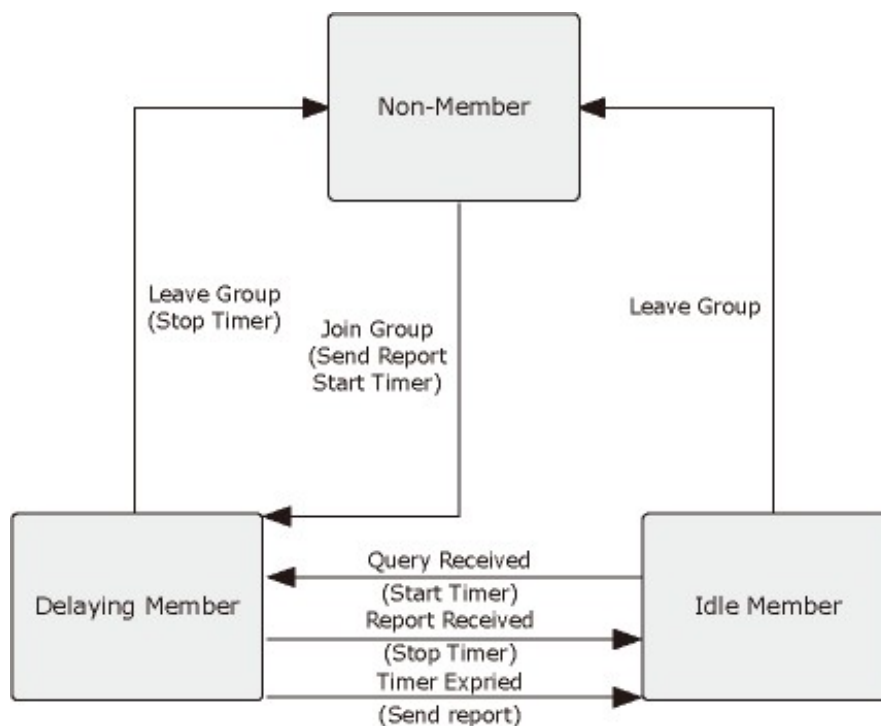 Non-Member
Leave Group
(Stop Timer)
Join Group
(Send Report
Start Timer)
Leave Group
Delaying Member
Query Received
(Start Timer)
Report Received
(Stop Timer)
Timer Expried
(Send report)
Idle Member